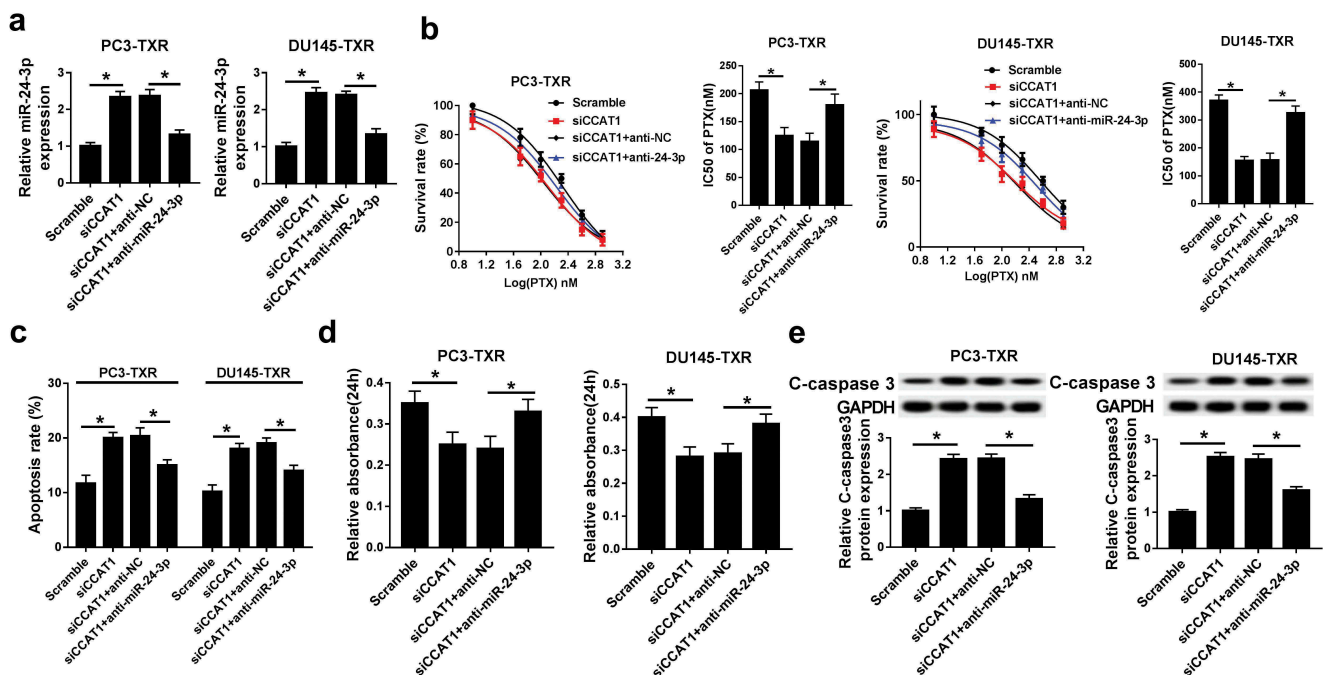 a
PC3-TXR
Relative miR-24-3p
expression
3
2
1
0
*
*
Scramble
siCCAT1
siCCAT1+anti-NC
siCCAT1+anti-miR-24-3p
DU145-TXR
Relative miR-24-3p
expression
3
2
1
0
*
*
Scramble
siCCAT1
siCCAT1+anti-NC
siCCAT1+anti-miR-24-3p
b
PC3-TXR
Scramble
siCCAT1
siCCAT1+anti-NC
siCCAT1+anti-24-3p
Survival rate (%)
100
80
60
40
20
0
0.8
1.2
1.6
2.0
2.4
2.8
3.2
Log(PTX) nM
PC3-TXR
IC50 of PTX(nM)
250
200
150
100
50
0
*
*
Scramble
siCCAT1
siCCAT1+anti-NC
siCCAT1+anti-miR-24-3p
DU145-TXR
Scramble
siCCAT1
siCCAT1+anti-NC
siCCAT1+anti-miR-24-3p
Survival rate (%)
100
50
0
0.8
1.2
1.6
2.0
2.4
2.8
3.2
Log(PTX) nM
DU145-TXR
IC50 of PTX(nM)
400
300
200
100
0
*
*
Scramble
siCCAT1
siCCAT1+anti-NC
siCCAT1+anti-miR-24-3p
c
PC3-TXR
DU145-TXR
Apoptosis rate (%)
30
20
10
0
*
*
*
*
Scramble
siCCAT1
siCCAT1+anti-NC
siCCAT1+anti-miR-24-3p
Scramble
siCCAT1
siCCAT1+anti-NC
siCCAT1+anti-miR-24-3p
d
PC3-TXR
Relative absorbance(24h)
0.4
0.3
0.2
0.1
0.0
*
*
Scramble
siCCAT1
siCCAT1+anti-NC
siCCAT1+anti-miR-24-3p
DU145-TXR
Relative absorbance(24h)
0.5
0.4
0.3
0.2
0.1
0.0
*
*
Scramble
siCCAT1
siCCAT1+anti-NC
siCCAT1+anti-miR-24-3p
e
PC3-TXR
C-caspase 3
GAPDH
Relative C-caspase3
protein expression
3
2
1
0
*
*
Scramble
siCCAT1
siCCAT1+anti-NC
siCCAT1+anti-miR-24-3p
DU145-TXR
C-caspase 3
GAPDH
Relative C-caspase3
protein expression
3
2
1
0
*
*
Scramble
siCCAT1
siCCAT1+anti-NC
siCCAT1+anti-miR-24-3p